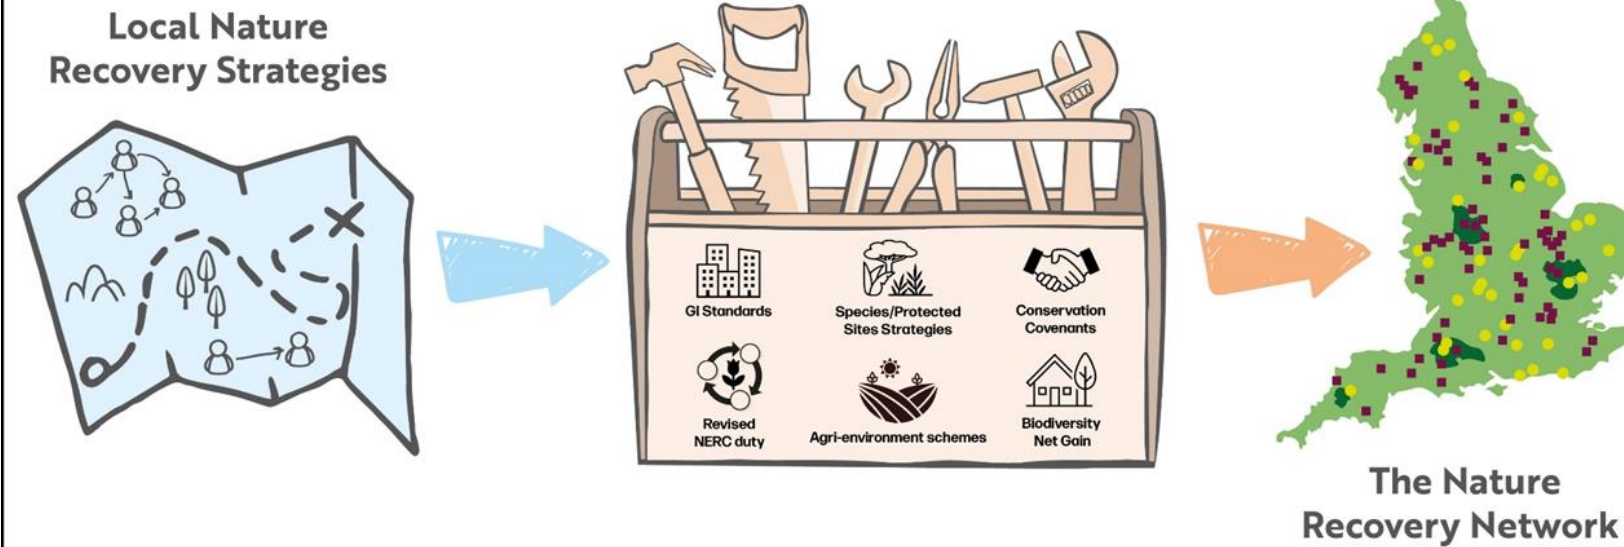 Local Nature
Recovery Strategies
GI Standards
Species/Protected
Sites Strategies
Conservation
Covenants
Revised
NERC duty
Agri-environment schemes
Biodiversity
Net Gain
The Nature
Recovery Network